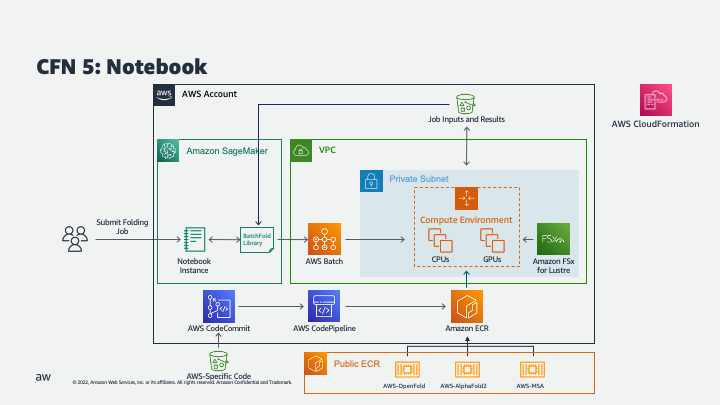 CFN 5: Notebook
aws
AWS Account
Job Inputs and Results
AWS CloudFormation
Amazon SageMaker
VPC
Private Subnet
Submit Folding
Job
Compute Environment
BatchFold
Library
FSx
Notebook
Instance
AWS Batch
CPUs
GPUs
Amazon FSx
for Lustre
AWS CodeCommit
AWS CodePipeline
Amazon ECR
Public ECR
AWS-Specific Code
AWS-OpenFold
AWS-AlphaFold2
AWS-MSA
aw
© 2022, Amazon Web Services, Inc. or its affiliates. All rights reserved. Amazon Confidential and Trademark.